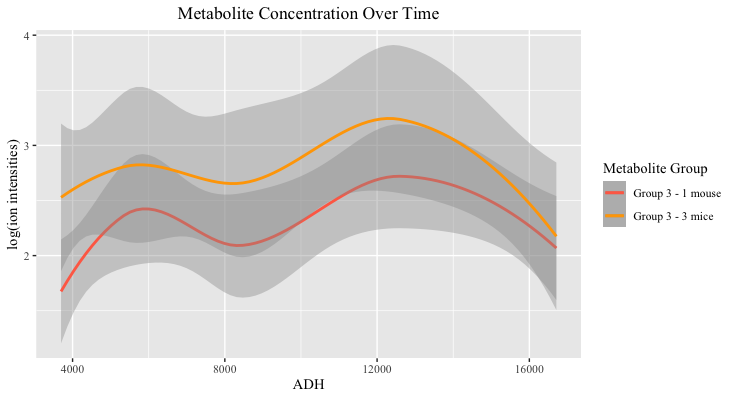 Metabolite Concentration Over Time
log(ion intensities)
4
3
2
4000
8000
12000
16000
ADH
Metabolite Group
Group 3 - 1 mouse
Group 3 - 3 mice